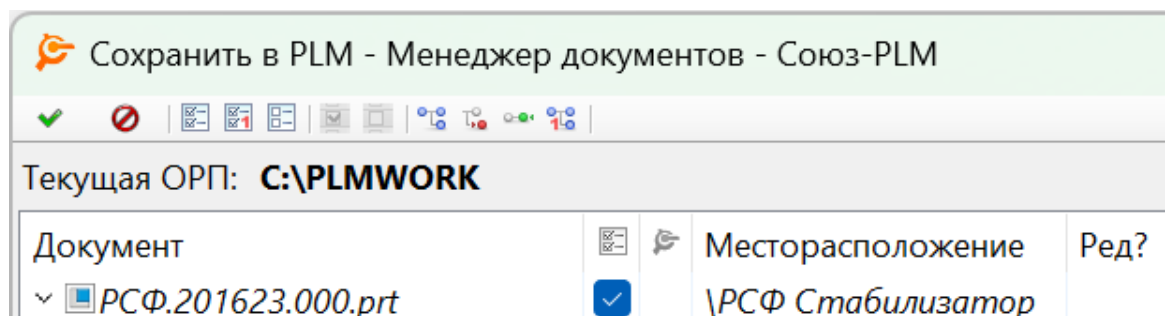 Сохранить в PLM - Менеджер документов - Союз-PLM
Текущая ОРП: C:\PLMWORK
Документ Месторасположение Ред?
РСФ.201623.000.prt \РСФ Стабилизатор